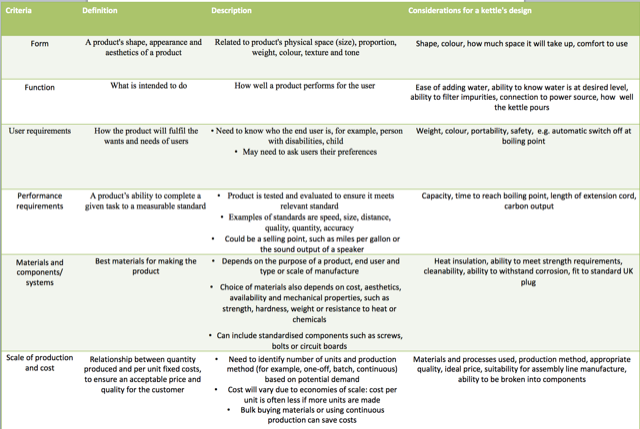 Criteria
Definition
Description
Considerations for a kettle's design
Form
A product's shape, appearance and
aesthetics of a product
Related to product's physical space (size), proportion,
weight, colour, texture and tone
Shape, colour, how much space it will take up, comfort to use
Function
What is intended to do
How well a product performs for the user
Ease of adding water, ability to know water is at desired level,
ability to filter impurities, connection to power source, how well
the kettle pours
User requirements
How the product will fulfil the
wants and needs of users
• Need to know who the end user is, for example, person
with disabilities, child
• May need to ask users their preferences
Weight, colour, portability, safety, e.g. automatic switch off at
boiling point
Performance
requirements
A product's ability to complete a
given task to a measurable standard
• Product is tested and evaluated to ensure it meets
relevant standard
• Examples of standards are speed, size, distance,
quality, quantity, accuracy
• Could be a selling point, such as miles per gallon or
the sound output of a speaker
Capacity, time to reach boiling point, length of extension cord,
carbon output
Materials and
components/
systems
Best materials for making the
product
• Depends on the purpose of a product, end user and
type or scale of manufacture
• Choice of materials also depends on cost, aesthetics,
availability and mechanical properties, such as
strength, hardness, weight or resistance to heat or
chemicals
• Can include standardised components such as screws,
bolts or circuit boards
Heat insulation, ability to meet strength requirements,
cleanability, ability to withstand corrosion, fit to standard UK
plug
Scale of production
and cost
Relationship between quantity
produced and per unit fixed costs,
to ensure an acceptable price and
quality for the customer
• Need to identify number of units and production
method (for example, one-off, batch, continuous)
based on potential demand
• Cost will vary due to economies of scale: cost per
unit is often less if more units are made
• Bulk buying materials or using continuous
production can save costs
Materials and processes used, production method, appropriate
quality, ideal price, suitability for assembly line manufacture,
ability to be broken into components